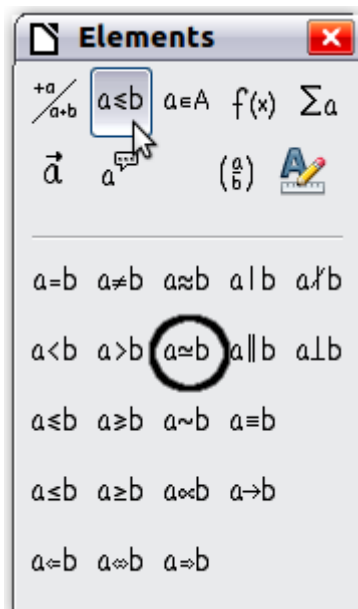 Elements
+a/a+b a≤b a∈A f(x) Σa
a⃗ a (a/b) A
a=b a≠b a≈b a∣b a∤b
a<b a>b a≃b a∥b a⊥b
a⩽b a⩾b a~b a≡b
a≤b a≥b a∝b a→b
a⇐b a⇔b a⇒b